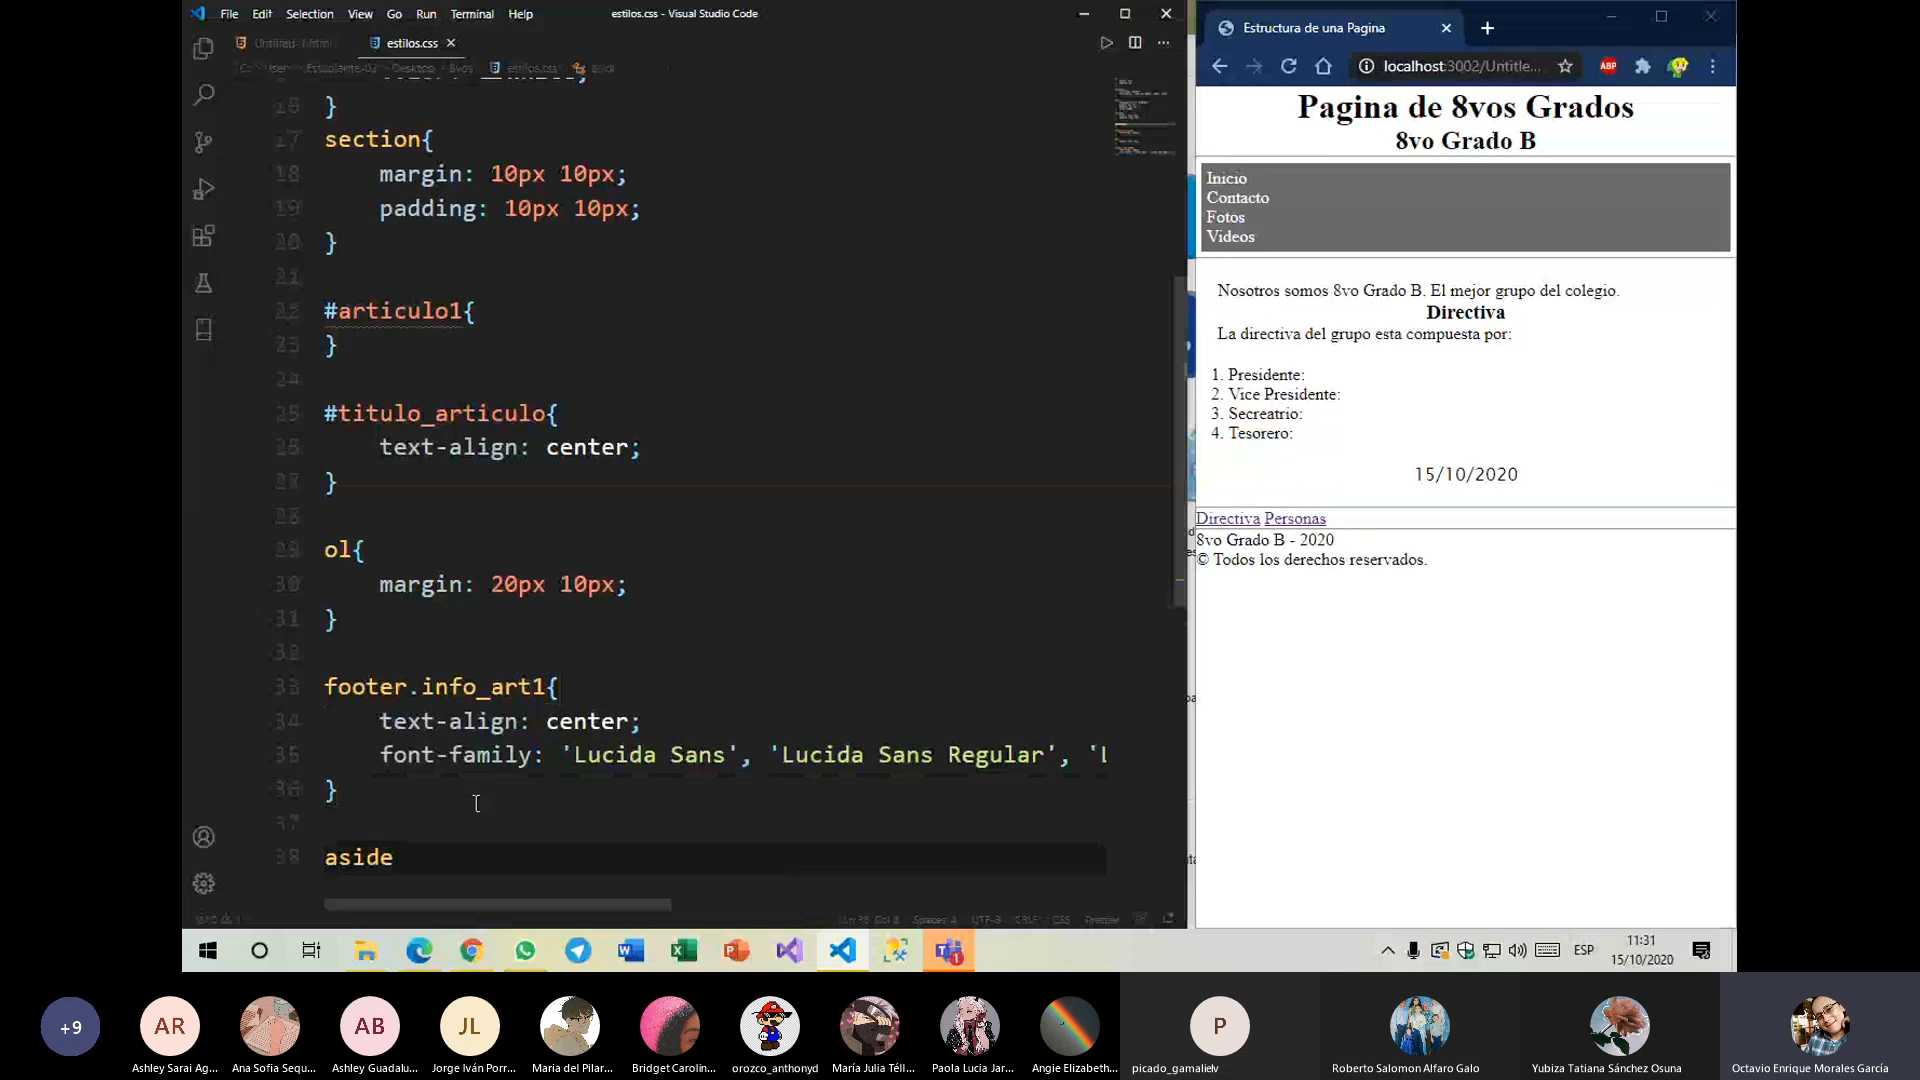 File Edit Selection View Go Run Terminal Help
estilos.css - Visual Studio Code
Untitled-1.html estilos.css
}
section{
margin: 10px 10px;
padding: 10px 10px;
}
#articulo1{
}
#titulo_articulo{
text-align: center;
}
ol{
margin: 20px 10px;
}
footer.info_art1{
text-align: center;
font-family: 'Lucida Sans', 'Lucida Sans Regular', 'L
}
aside
Estructura de una Pagina
localhost:3002/Untitle...
ABP
Pagina de 8vos Grados
8vo Grado B
Inicio
Contacto
Fotos
Videos
Nosotros somos 8vo Grado B. El mejor grupo del colegio.
Directiva
La directiva del grupo esta compuesta por:
1. Presidente:
2. Vice Presidente:
3. Secreatrio:
4. Tesorero:
15/10/2020
Directiva Personas
8vo Grado B - 2020
© Todos los derechos reservados.
ESP
11:31
15/10/2020
+9
AR
AB
JL
P
Ashley Sarai Ag...
Ana Sofia Sequ...
Ashley Guadalu...
Jorge Iván Porr...
Maria del Pilar...
Bridget Carolin...
orozco_anthonyd
María Julia Téll...
Paola Lucia Jar...
Angie Elizabeth...
picado_gamalielv
Roberto Salomon Alfaro Galo
Yubiza Tatiana Sánchez Osuna
Octavio Enrique Morales García